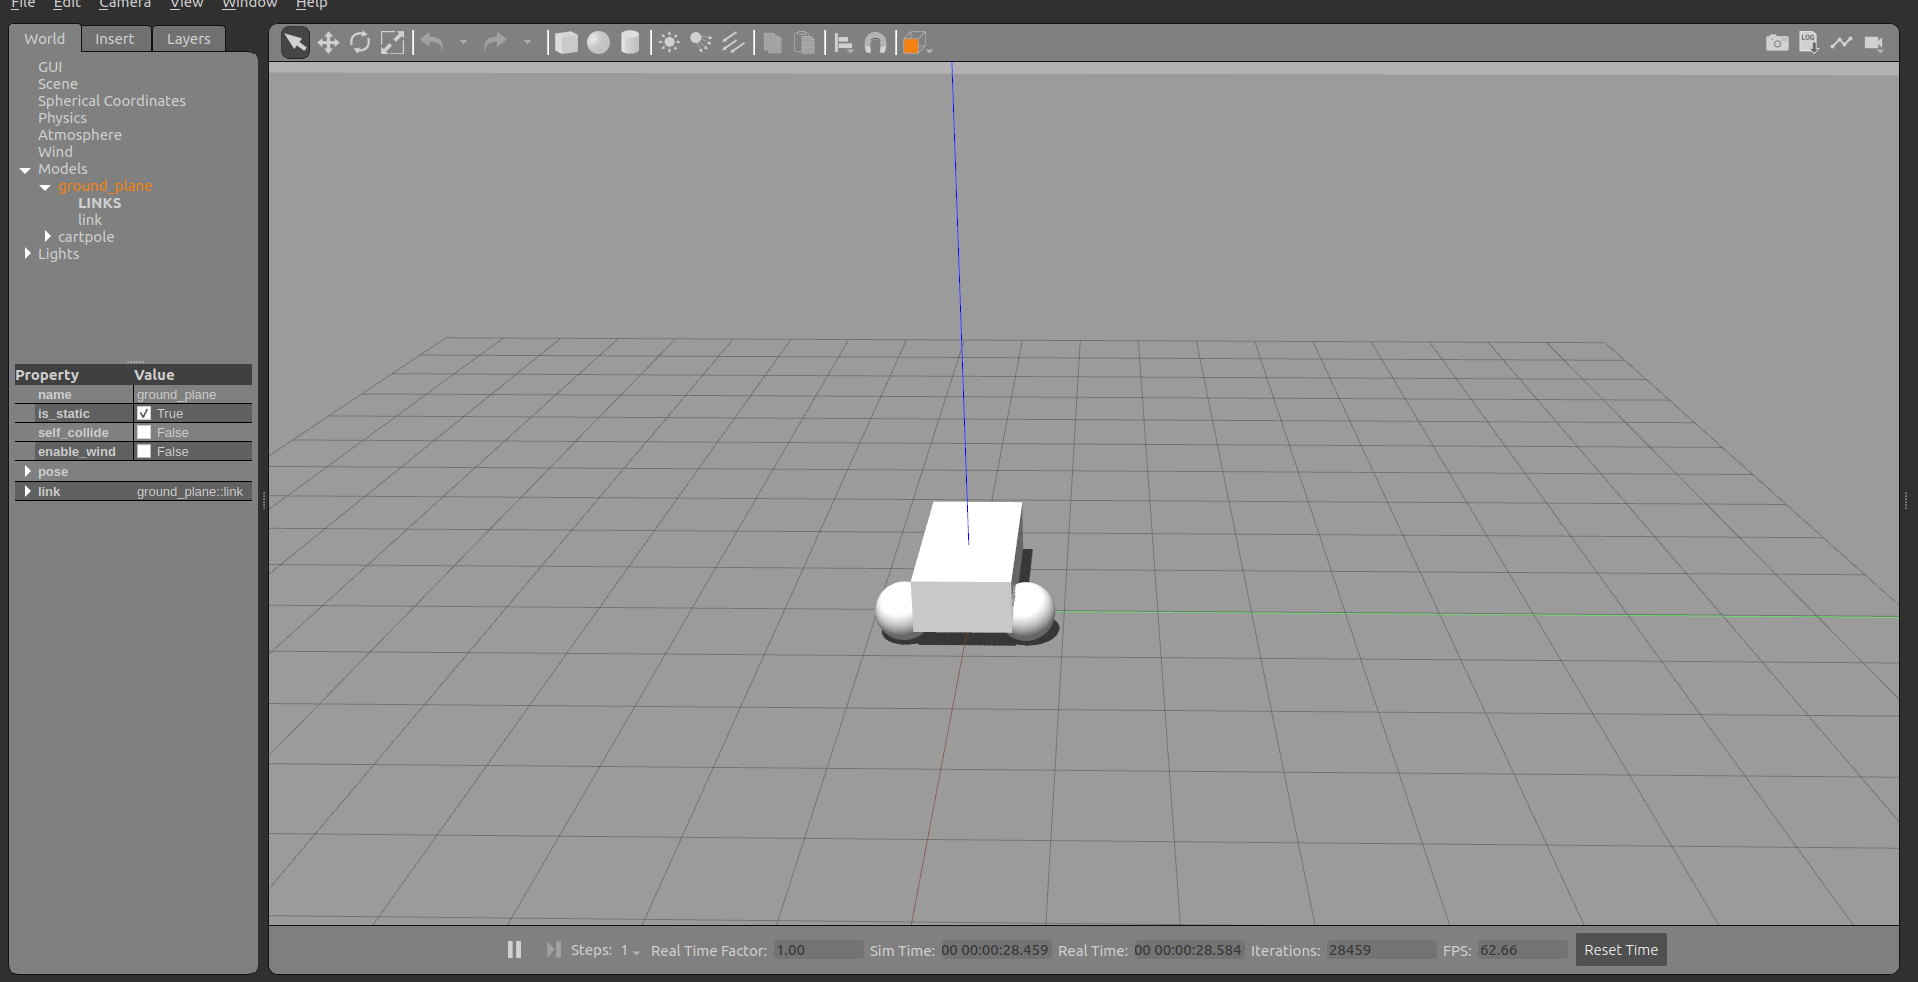 File Edit Camera View Window Help
World Insert Layers
LOG
GUI
Scene
Spherical Coordinates
Physics
Atmosphere
Wind
Models
ground_plane
LINKS
link
cartpole
Lights
Property Value
name ground_plane
is_static True
self_collide False
enable_wind False
pose
link ground_plane::link
Steps: 1 Real Time Factor: 1.00 Sim Time: 00 00:00:28.459 Real Time: 00 00:00:28.584 Iterations: 28459 FPS: 62.66 Reset Time